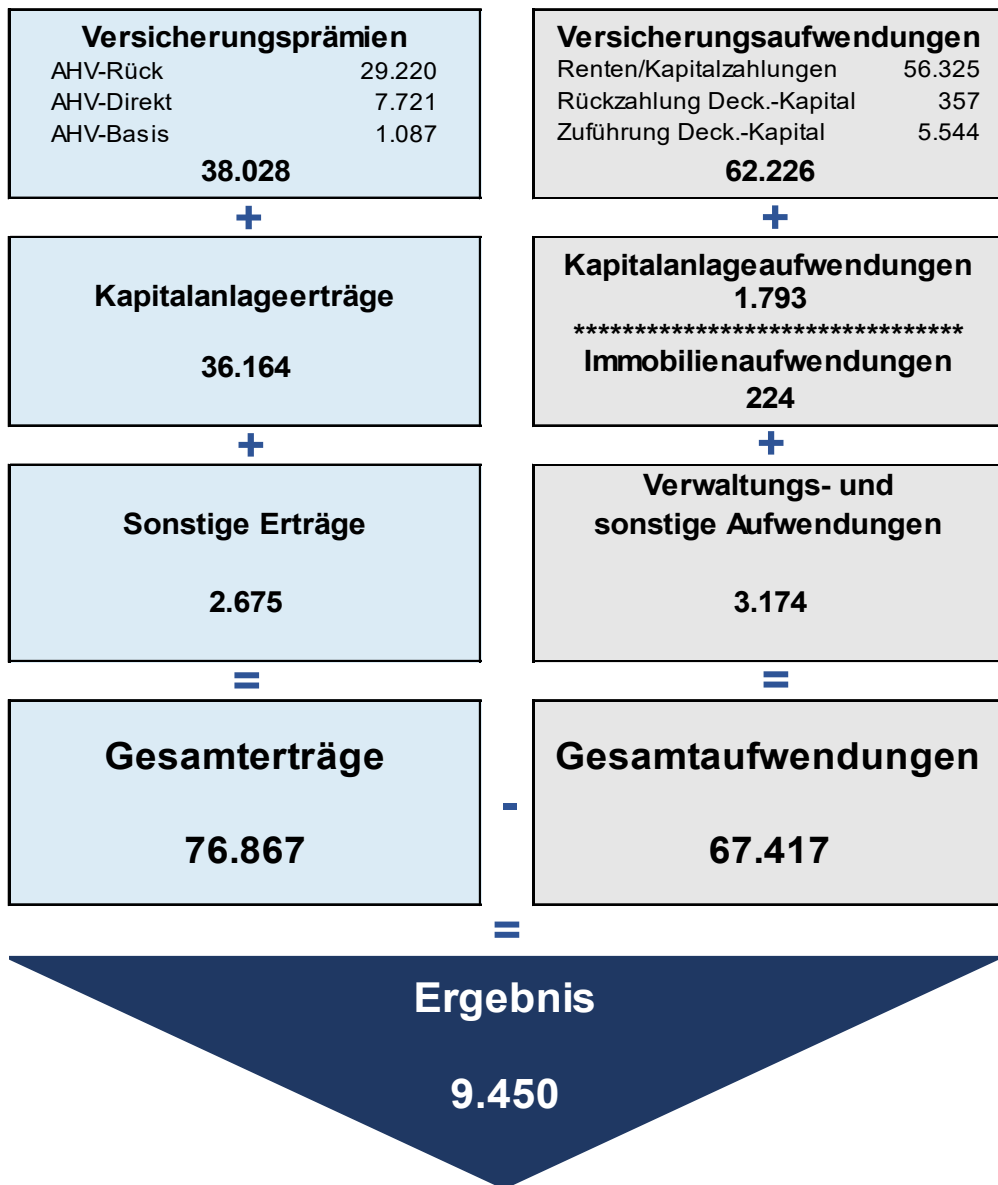 Versicherungsprämien
AHV-Rück 29.220
AHV-Direkt 7.721
AHV-Basis 1.087
38.028
+
Kapitalanlageerträge
36.164
+
Sonstige Erträge
2.675
=
Gesamterträge
76.867
Versicherungsaufwendungen
Renten/Kapitalzahlungen 56.325
Rückzahlung Deck.-Kapital 357
Zuführung Deck.-Kapital 5.544
62.226
+
Kapitalanlageaufwendungen
1.793
********************************
Immobilienaufwendungen
224
+
Verwaltungs- und
sonstige Aufwendungen
3.174
=
Gesamtaufwendungen
67.417
-
=
Ergebnis
9.450